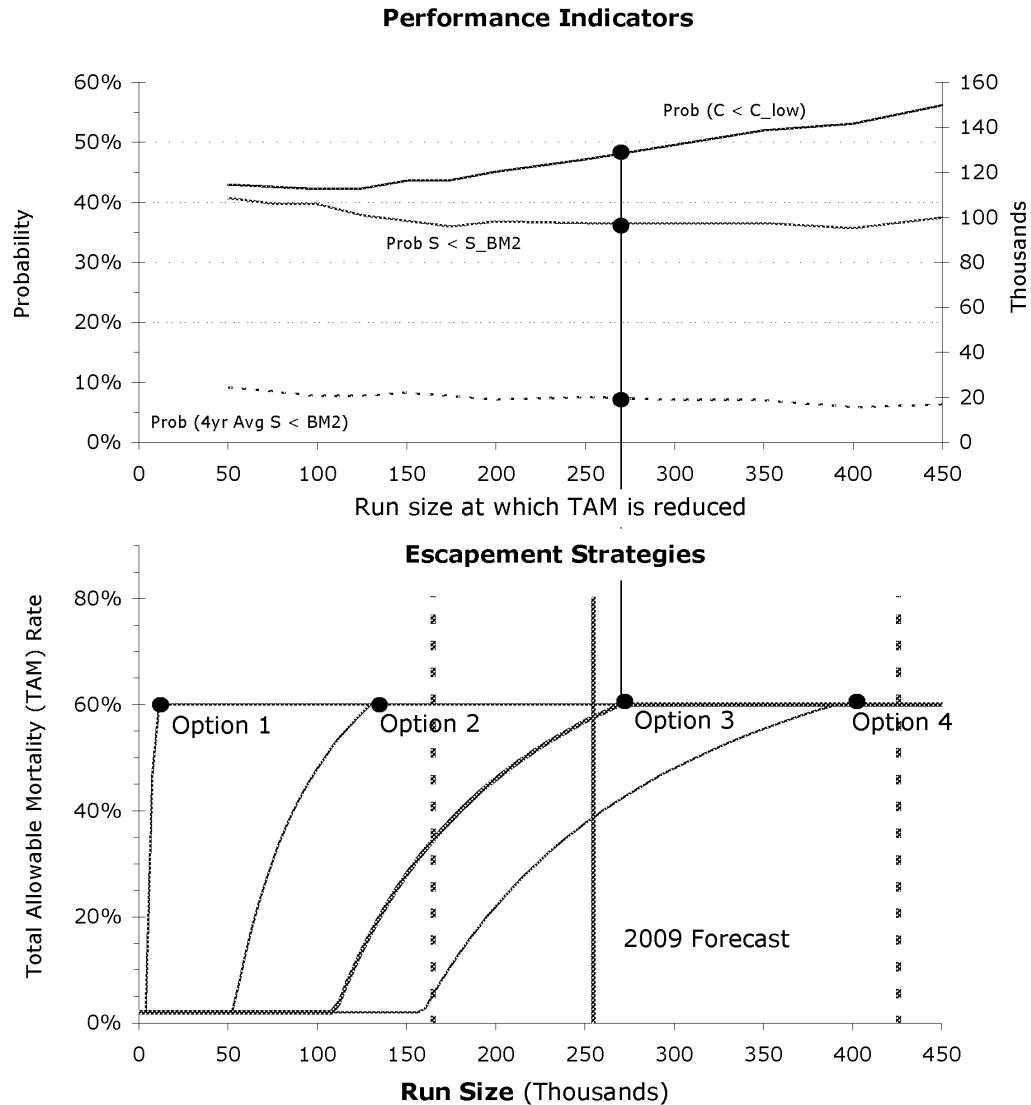 Performance Indicators
60% 160
Prob (C < C_low)
140
50%
120
40%
100
Prob S < S_BM2
30% 80
60
20%
40
10%
20
Prob (4yr Avg S < BM2)
0% 0
0 50 100 150 200 250 300 350 400 450
Probability
Thousands
Run size at which TAM is reduced
Escapement Strategies
80%
60%
Option 1 Option 2 Option 3 Option 4
40%
20%
2009 Forecast
0%
0 50 100 150 200 250 300 350 400 450
Total Allowable Mortality (TAM) Rate
Run Size (Thousands)